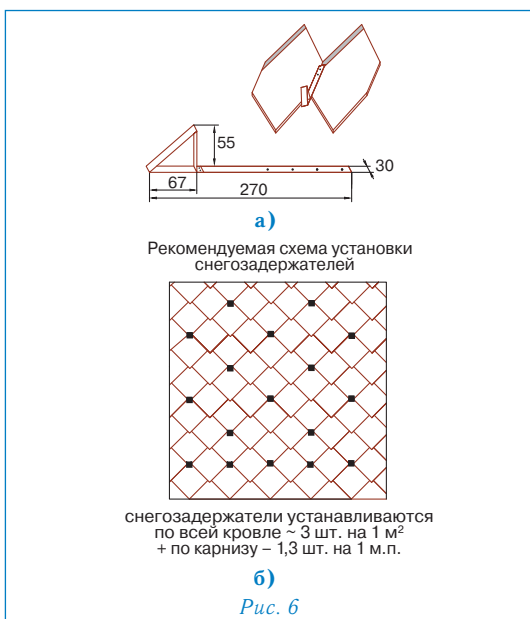 55
30
67
270
а)
Рекомендуемая схема установки
снегозадержателей
снегозадержатели устанавливаются
по всей кровле ~ 3 шт. на 1 м²
+ по карнизу – 1,3 шт. на 1 м.п.
б)
Рис. 6